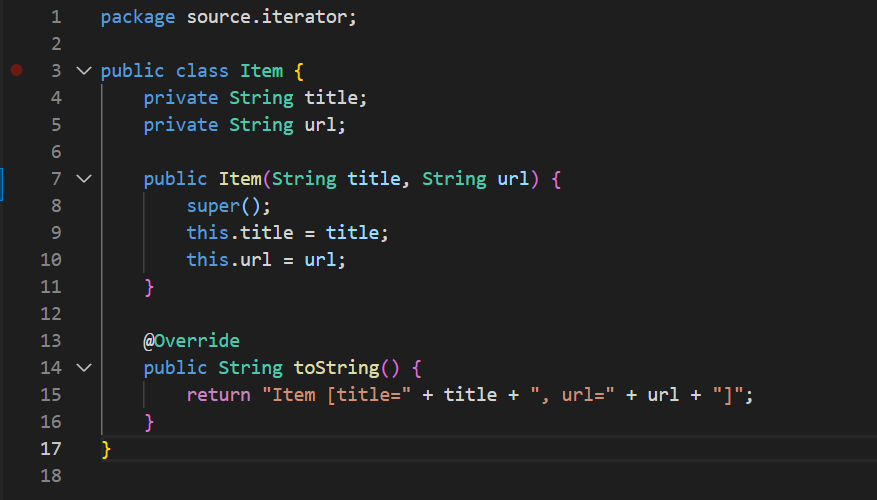 1 package source.iterator;
2
3 public class Item {
4     private String title;
5     private String url;
6
7     public Item(String title, String url) {
8         super();
9         this.title = title;
10         this.url = url;
11     }
12
13     @Override
14     public String toString() {
15         return "Item [title=" + title + ", url=" + url + "]";
16     }
17 }
18